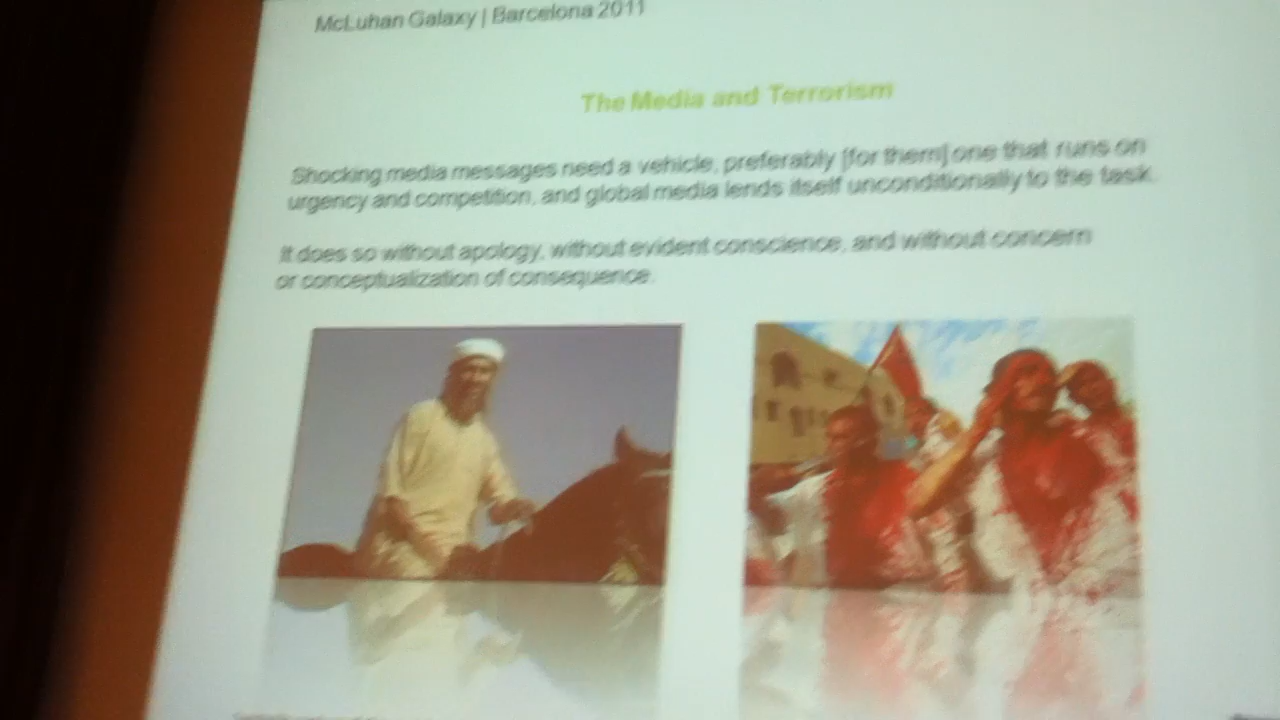 McLuhan Galaxy | Barcelona 2011
The Media and Terrorism
Shocking media messages need a vehicle, preferably [for them] one that runs on
urgency and competition, and global media lends itself unconditionally to the task.
It does so without apology, without evident conscience, and without concern
or conceptualization of consequence.